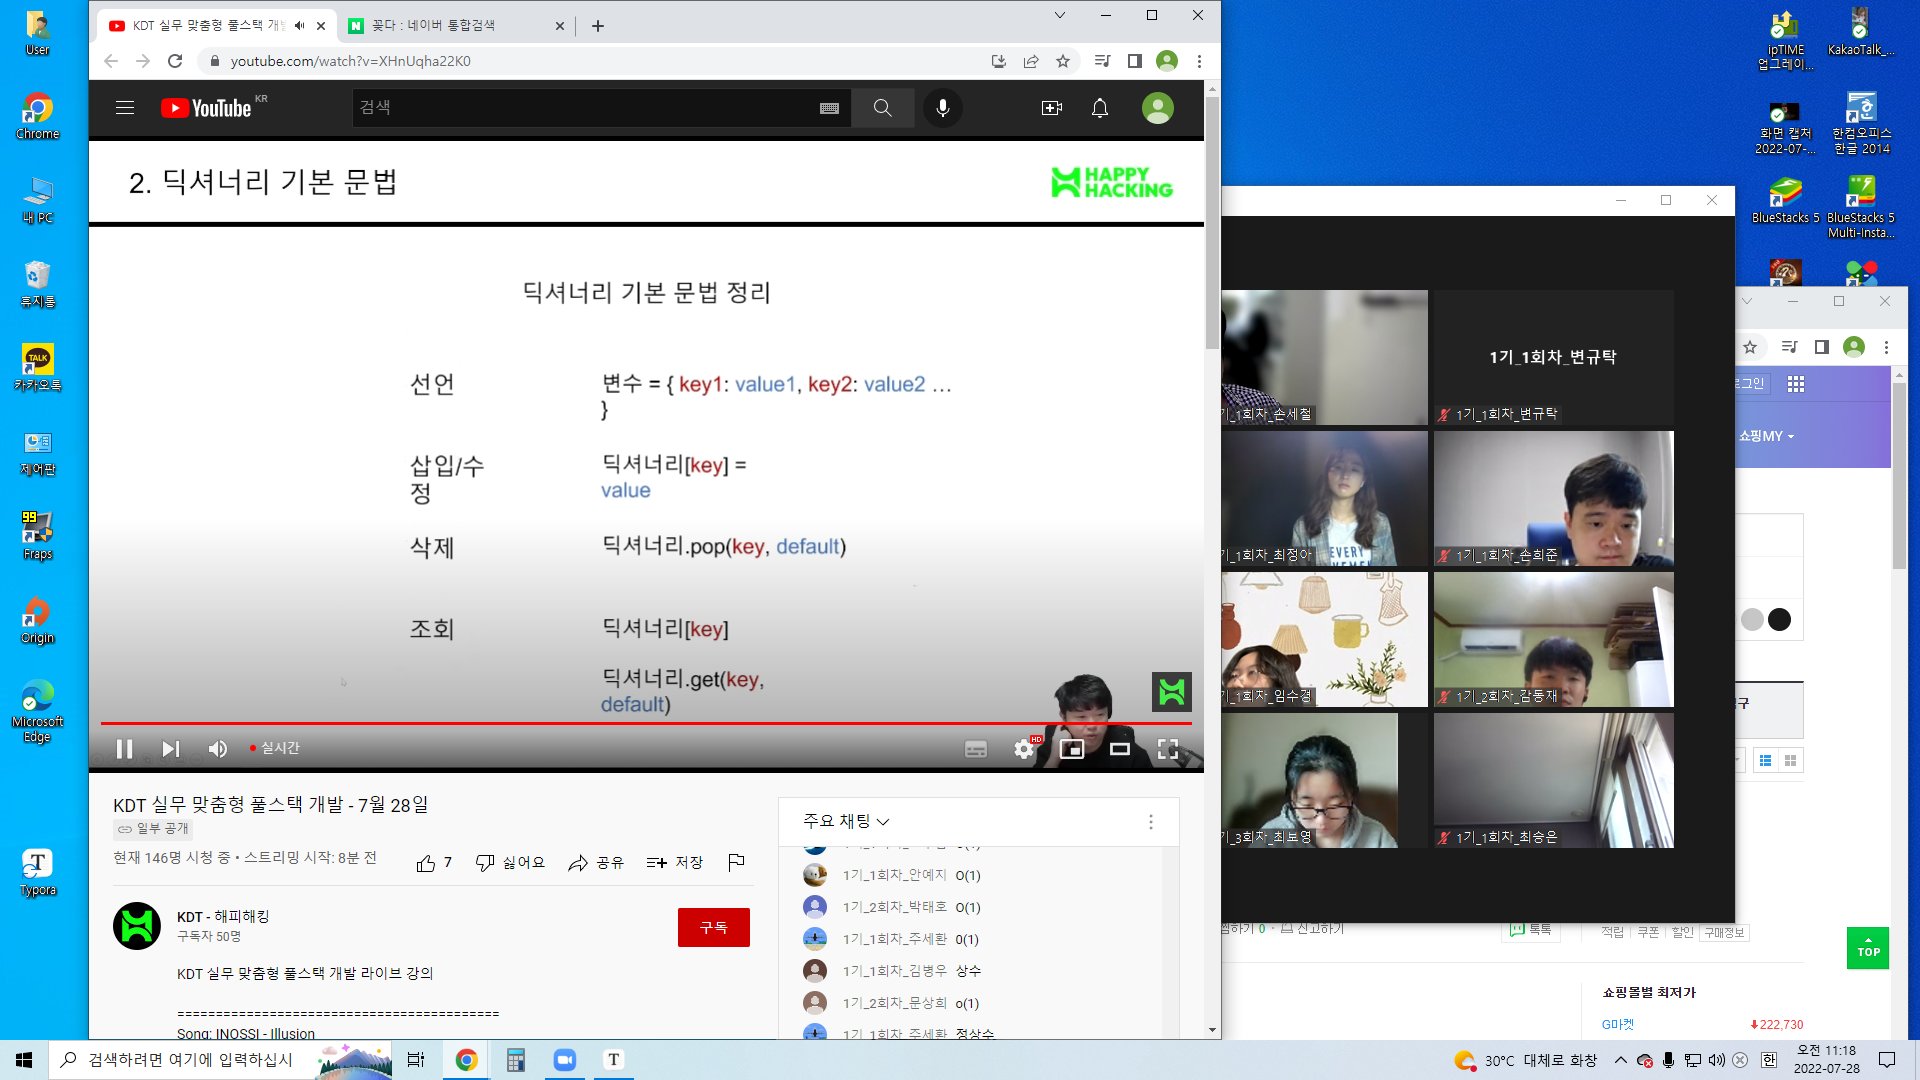 User
Chrome
내 PC
휴지통
카카오톡
제어판
Fraps
Origin
Microsoft Edge
Typora
KDT 실무 맞춤형 풀스택 개발
꽂다 : 네이버 통합검색
youtube.com/watch?v=XHnUqha22K0
YouTube KR
검색
2. 딕셔너리 기본 문법
HAPPY
HACKING
딕셔너리 기본 문법 정리
선언
변수 = { key1: value1, key2: value2 …
}
삽입/수
정
딕셔너리[key] =
value
삭제
딕셔너리.pop(key, default)
조회
딕셔너리[key]
딕셔너리.get(key,
default)
실시간
HD
KDT 실무 맞춤형 풀스택 개발 - 7월 28일
일부 공개
현재 146명 시청 중 • 스트리밍 시작: 8분 전
7
싫어요
공유
저장
KDT - 해피해킹
구독자 50명
구독
KDT 실무 맞춤형 풀스택 개발 라이브 강의
==========================================
Song: INOSSI - Illusion
주요 채팅
1기_1회차_안예지 O(1)
1기_2회차_박태호 O(1)
1기_1회차_주세환 0(1)
1기_1회차_김병우 상수
1기_2회차_문상희 o(1)
1기_1회차_주세환 정상수
ipTIME
업그레이...
KakaoTalk_...
화면 캡처
2022-07-...
한컴오피스
한글 2014
BlueStacks 5
BlueStacks 5
Multi-Insta...
1기_1회차_변규탁
기_1회차_손세철
1기_1회차_변규탁
기_1회차_최정아
1기_1회차_손희준
EVERY
기_1회차_임수경
1기_2회차_감동재
기_3회차_최보영
1기_1회차_최승은
로그인
쇼핑MY
찜하기 0 · 신고하기
톡톡
적립
쿠폰
할인
구매정보
TOP
쇼핑몰별 최저가
G마켓
222,730
검색하려면 여기에 입력하십시
30°C 대체로 화창
한
오전 11:18
2022-07-28